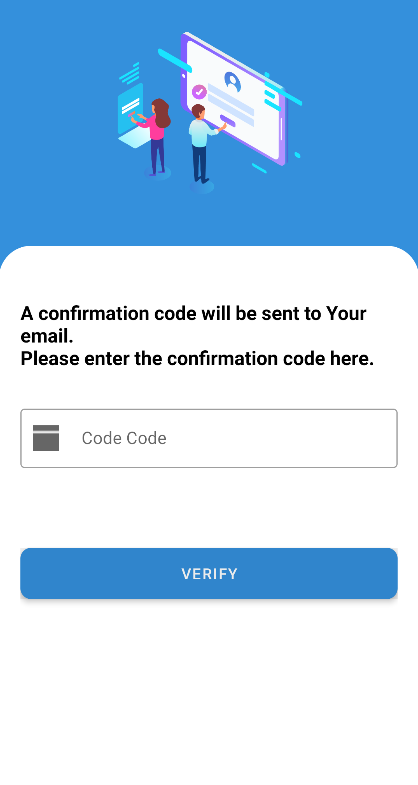 A confirmation code will be sent to Your
email.
Please enter the confirmation code here.
Code Code
VERIFY